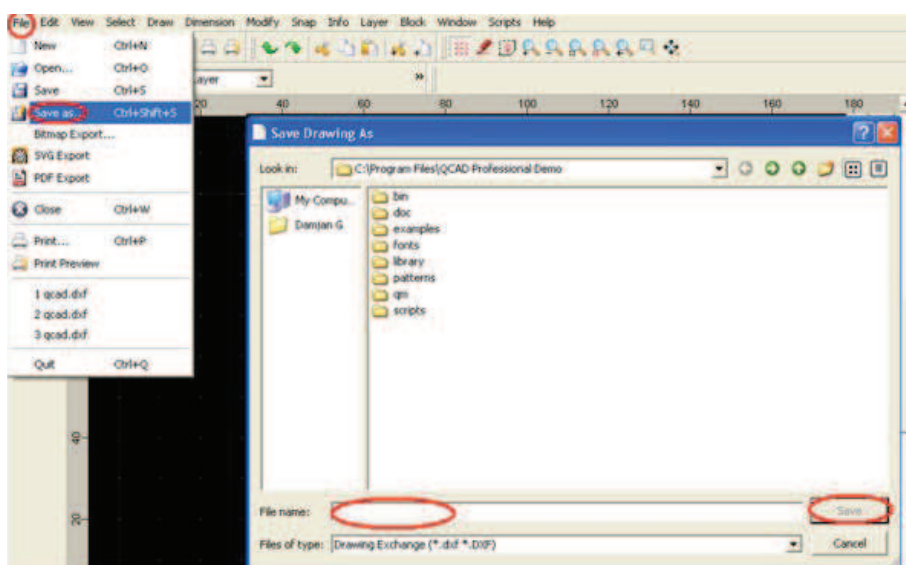 File Edit View Select Draw Dimension Modify Snap Info Layer Block Window Scripts Help
New Ctrl+N
Open... Ctrl+O
Save Ctrl+S
Save as... Ctrl+Shift+S
Bitmap Export...
SVG Export
PDF Export
Close Ctrl+W
Print... Ctrl+P
Print Preview
1 qcad.dxf
2 qcad.dxf
3 qcad.dxf
Quit Ctrl+Q
ayer »
20 40 60 80 100 120 140 160 180
40
20
Save Drawing As
Look in: C:\Program Files\QCAD Professional Demo
My Compu...
Damjan G
bin
doc
examples
fonts
library
patterns
qm
scripts
File name: Save
Files of type: Drawing Exchange (*.dxf *.DXF) Cancel